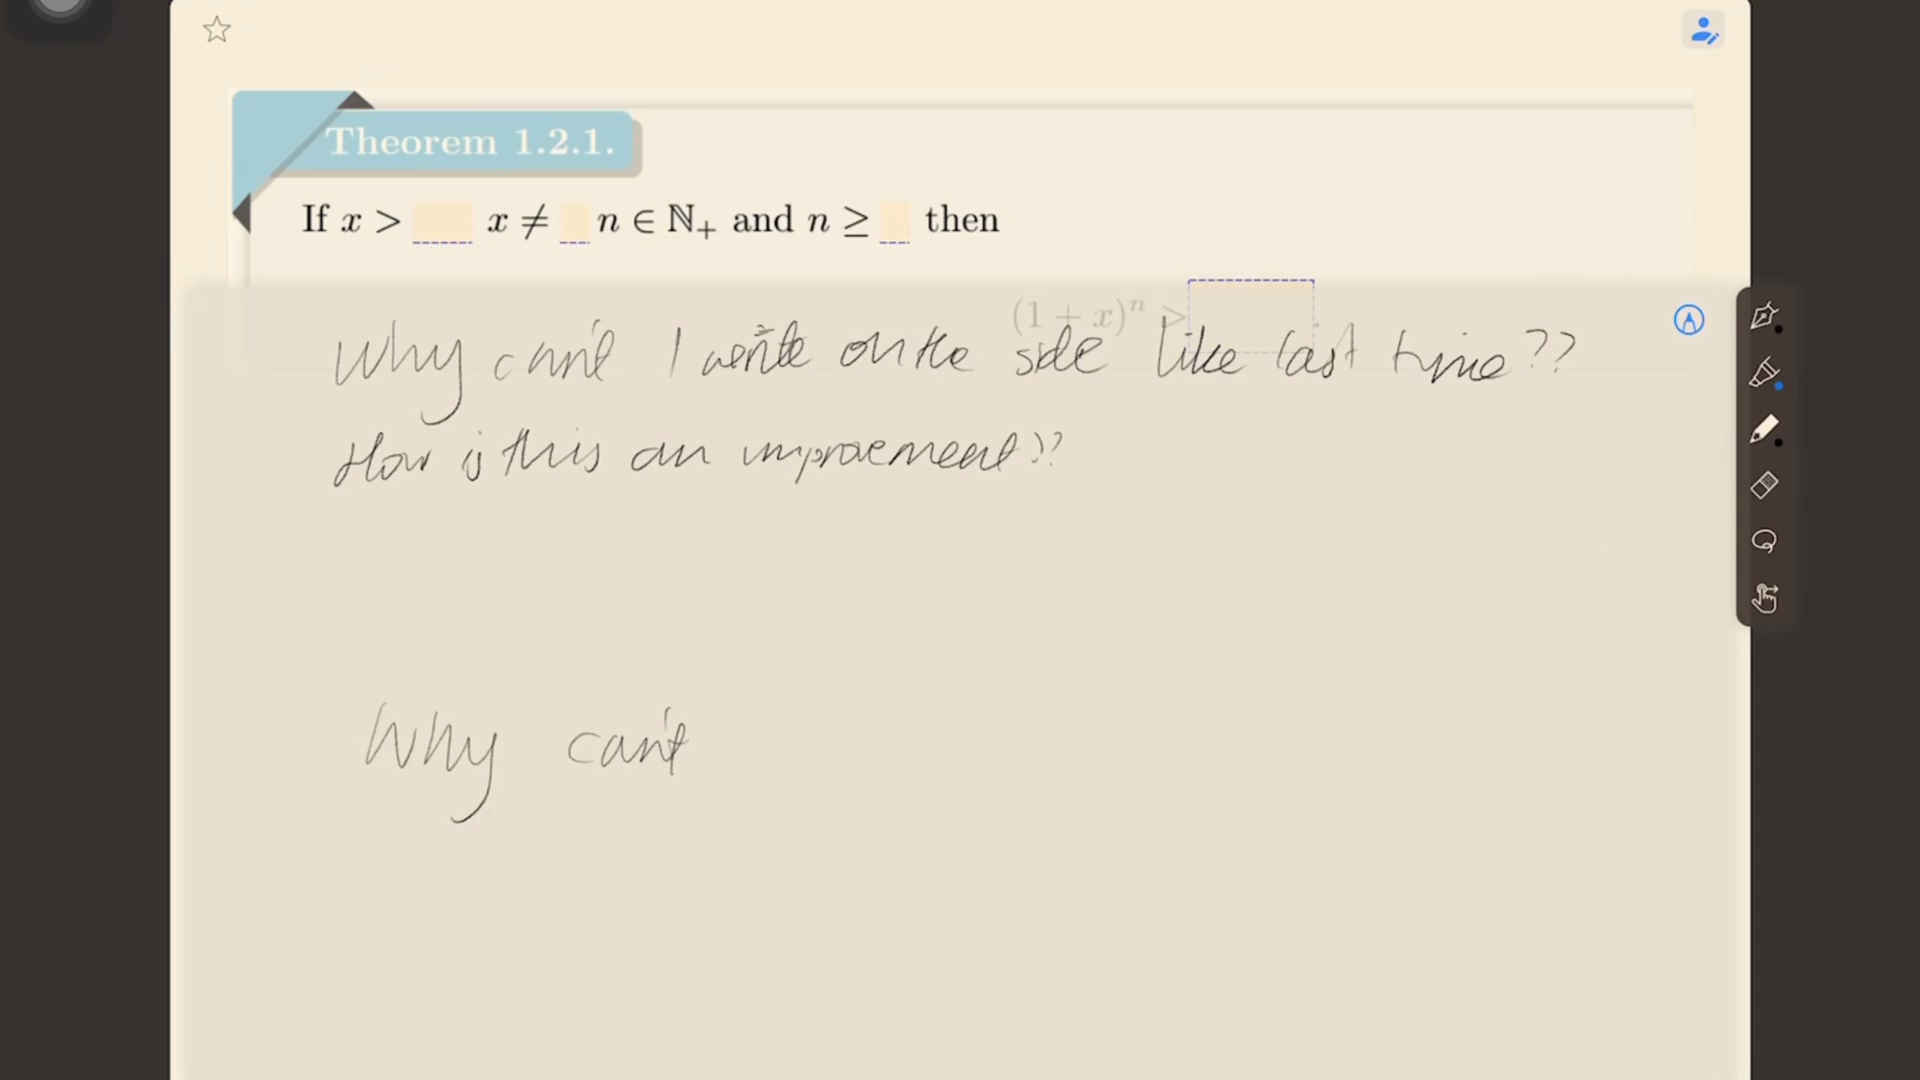 Theorem 1.2.1.
If x > x ≠ n ∈ ℕ₊ and n ≥ then
(1 + x)ⁿ >
Why can't I write on the side like last time??
How is this an improement??
Why can't